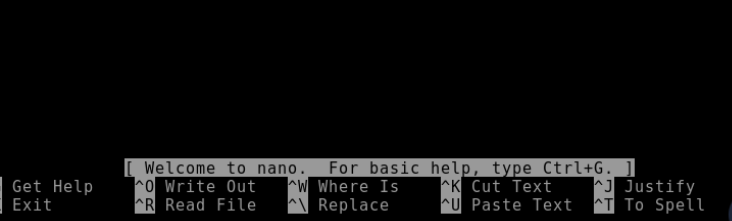 [ Welcome to nano.  For basic help, type Ctrl+G. ]
Get Help ^O Write Out ^W Where Is ^K Cut Text ^J Justify
Exit ^R Read File ^\ Replace ^U Paste Text ^T To Spell